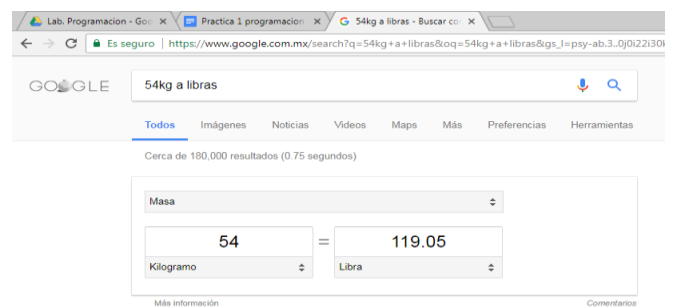 Lab. Programacion - Goo
Practica 1 programacion
54kg a libras - Buscar con
Es seguro | https://www.google.com.mx/search?q=54kg+a+libras&oq=54kg+a+libras&gs_l=psy-ab.3..0j0i22i30k
GOOGLE
54kg a libras
Todos Imágenes Noticias Videos Maps Más Preferencias Herramientas
Cerca de 180,000 resultados (0.75 segundos)
Masa
54 = 119.05
Kilogramo Libra
Más información Comentarios